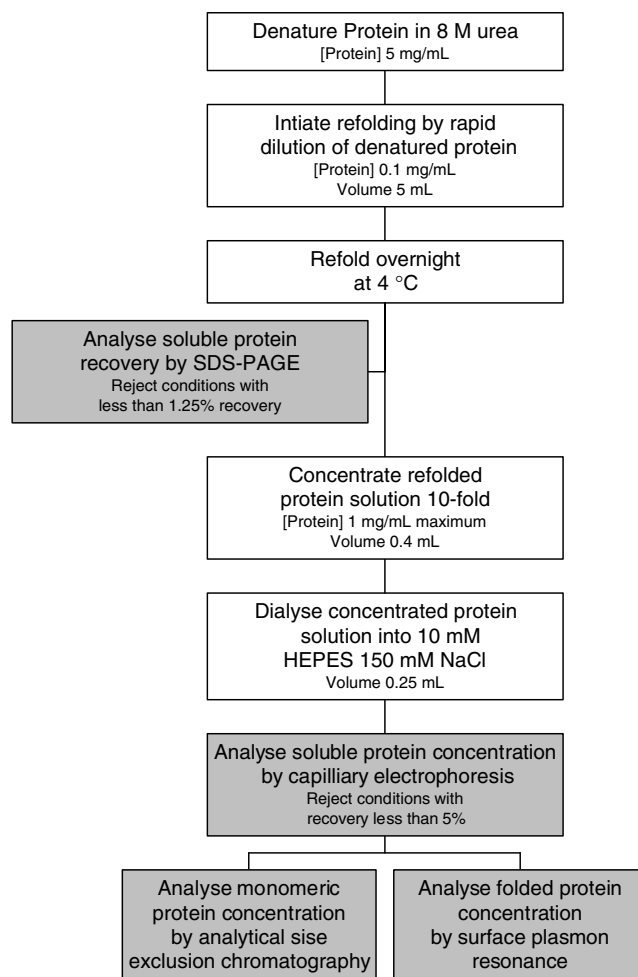 Denature Protein in 8 M urea
[Protein] 5 mg/mL
Intiate refolding by rapid
dilution of denatured protein
[Protein] 0.1 mg/mL
Volume 5 mL
Refold overnight
at 4 °C
Analyse soluble protein
recovery by SDS-PAGE
Reject conditions with
less than 1.25% recovery
Concentrate refolded
protein solution 10-fold
[Protein] 1 mg/mL maximum
Volume 0.4 mL
Dialyse concentrated protein
solution into 10 mM
HEPES 150 mM NaCl
Volume 0.25 mL
Analyse soluble protein concentration
by capilliary electrophoresis
Reject conditions with
recovery less than 5%
Analyse monomeric
protein concentration
by analytical sise
exclusion chromatography
Analyse folded protein
concentration
by surface plasmon
resonance